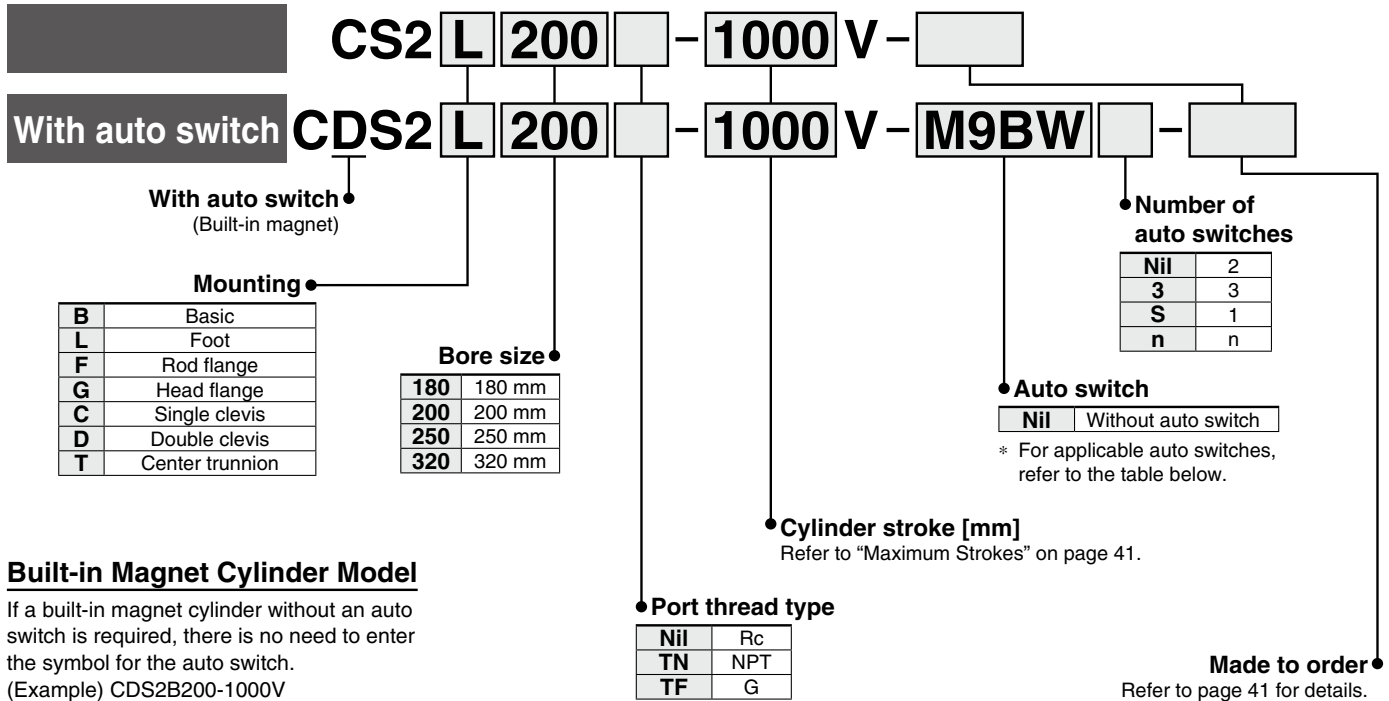 CS2 L 200 - 1000 V -
With auto switch CDS2 L 200 - 1000 V - M9BW -
With auto switch
(Built-in magnet)
Mounting
B Basic
L Foot
F Rod flange
G Head flange
C Single clevis
D Double clevis
T Center trunnion
Bore size
180 180 mm
200 200 mm
250 250 mm
320 320 mm
Number of
auto switches
Nil 2
3 3
S 1
n n
Auto switch
Nil Without auto switch
* For applicable auto switches,
refer to the table below.
Cylinder stroke [mm]
Refer to “Maximum Strokes” on page 41.
Built-in Magnet Cylinder Model
If a built-in magnet cylinder without an auto
switch is required, there is no need to enter
the symbol for the auto switch.
(Example) CDS2B200-1000V
Port thread type
Nil Rc
TN NPT
TF G
Made to order
Refer to page 41 for details.